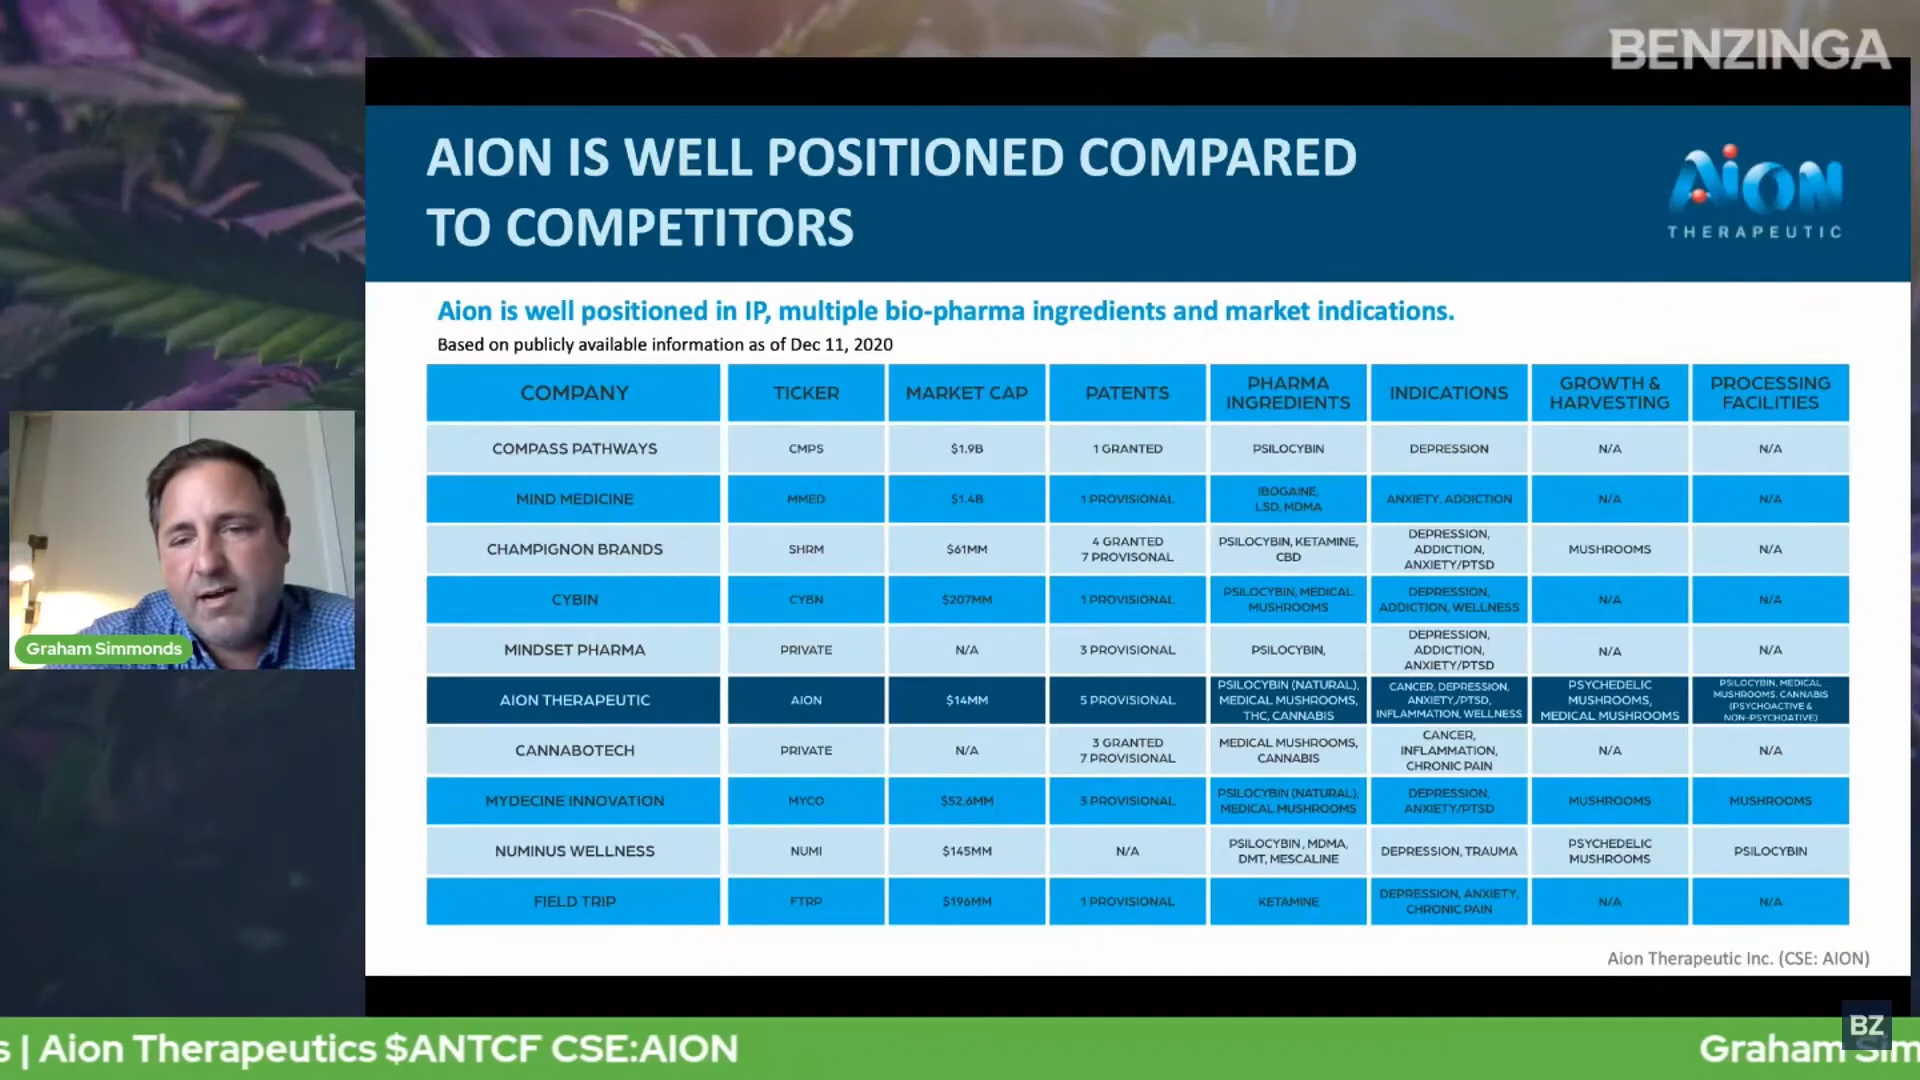 BENZINGA
AION IS WELL POSITIONED COMPARED
TO COMPETITORS
AiON
THERAPEUTIC
Aion is well positioned in IP, multiple bio-pharma ingredients and market indications.
Based on publicly available information as of Dec 11, 2020
COMPANY TICKER MARKET CAP PATENTS PHARMA INGREDIENTS INDICATIONS GROWTH & HARVESTING PROCESSING FACILITIES
COMPASS PATHWAYS CMPS $1.9B 1 GRANTED PSILOCYBIN DEPRESSION N/A N/A
MIND MEDICINE MMED $1.4B 1 PROVISIONAL IBOGAINE, LSD, MDMA ANXIETY, ADDICTION N/A N/A
CHAMPIGNON BRANDS SHRM $61MM 4 GRANTED 7 PROVISONAL PSILOCYBIN, KETAMINE, CBD DEPRESSION, ADDICTION, ANXIETY/PTSD MUSHROOMS N/A
CYBIN CYBN $207MM 1 PROVISIONAL PSILOCYBIN, MEDICAL MUSHROOMS DEPRESSION, ADDICTION, WELLNESS N/A N/A
MINDSET PHARMA PRIVATE N/A 3 PROVISIONAL PSILOCYBIN, DEPRESSION, ADDICTION, ANXIETY/PTSD N/A N/A
AION THERAPEUTIC AION $14MM 5 PROVISIONAL PSILOCYBIN (NATURAL), MEDICAL MUSHROOMS, THC, CANNABIS CANCER, DEPRESSION, ANXIETY/PTSD, INFLAMMATION, WELLNESS PSYCHEDELIC MUSHROOMS, MEDICAL MUSHROOMS PSILOCYBIN, MEDICAL MUSHROOMS, CANNABIS (PSYCHOACTIVE & NON-PSYCHOATIVE)
CANNABOTECH PRIVATE N/A 3 GRANTED 7 PROVISIONAL MEDICAL MUSHROOMS, CANNABIS CANCER, INFLAMMATION, CHRONIC PAIN N/A N/A
MYDECINE INNOVATION MYCO $52.6MM 3 PROVISIONAL PSILOCYBIN (NATURAL), MEDICAL MUSHROOMS DEPRESSION, ANXIETY/PTSD MUSHROOMS MUSHROOMS
NUMINUS WELLNESS NUMI $145MM N/A PSILOCYBIN, MDMA, DMT, MESCALINE DEPRESSION, TRAUMA PSYCHEDELIC MUSHROOMS PSILOCYBIN
FIELD TRIP FTRP $196MM 1 PROVISIONAL KETAMINE DEPRESSION, ANXIETY, CHRONIC PAIN N/A N/A
Graham Simmonds
Aion Therapeutic Inc. (CSE: AION)
BZ
s | Aion Therapeutics $ANTCF CSE:AION
Graham Sim